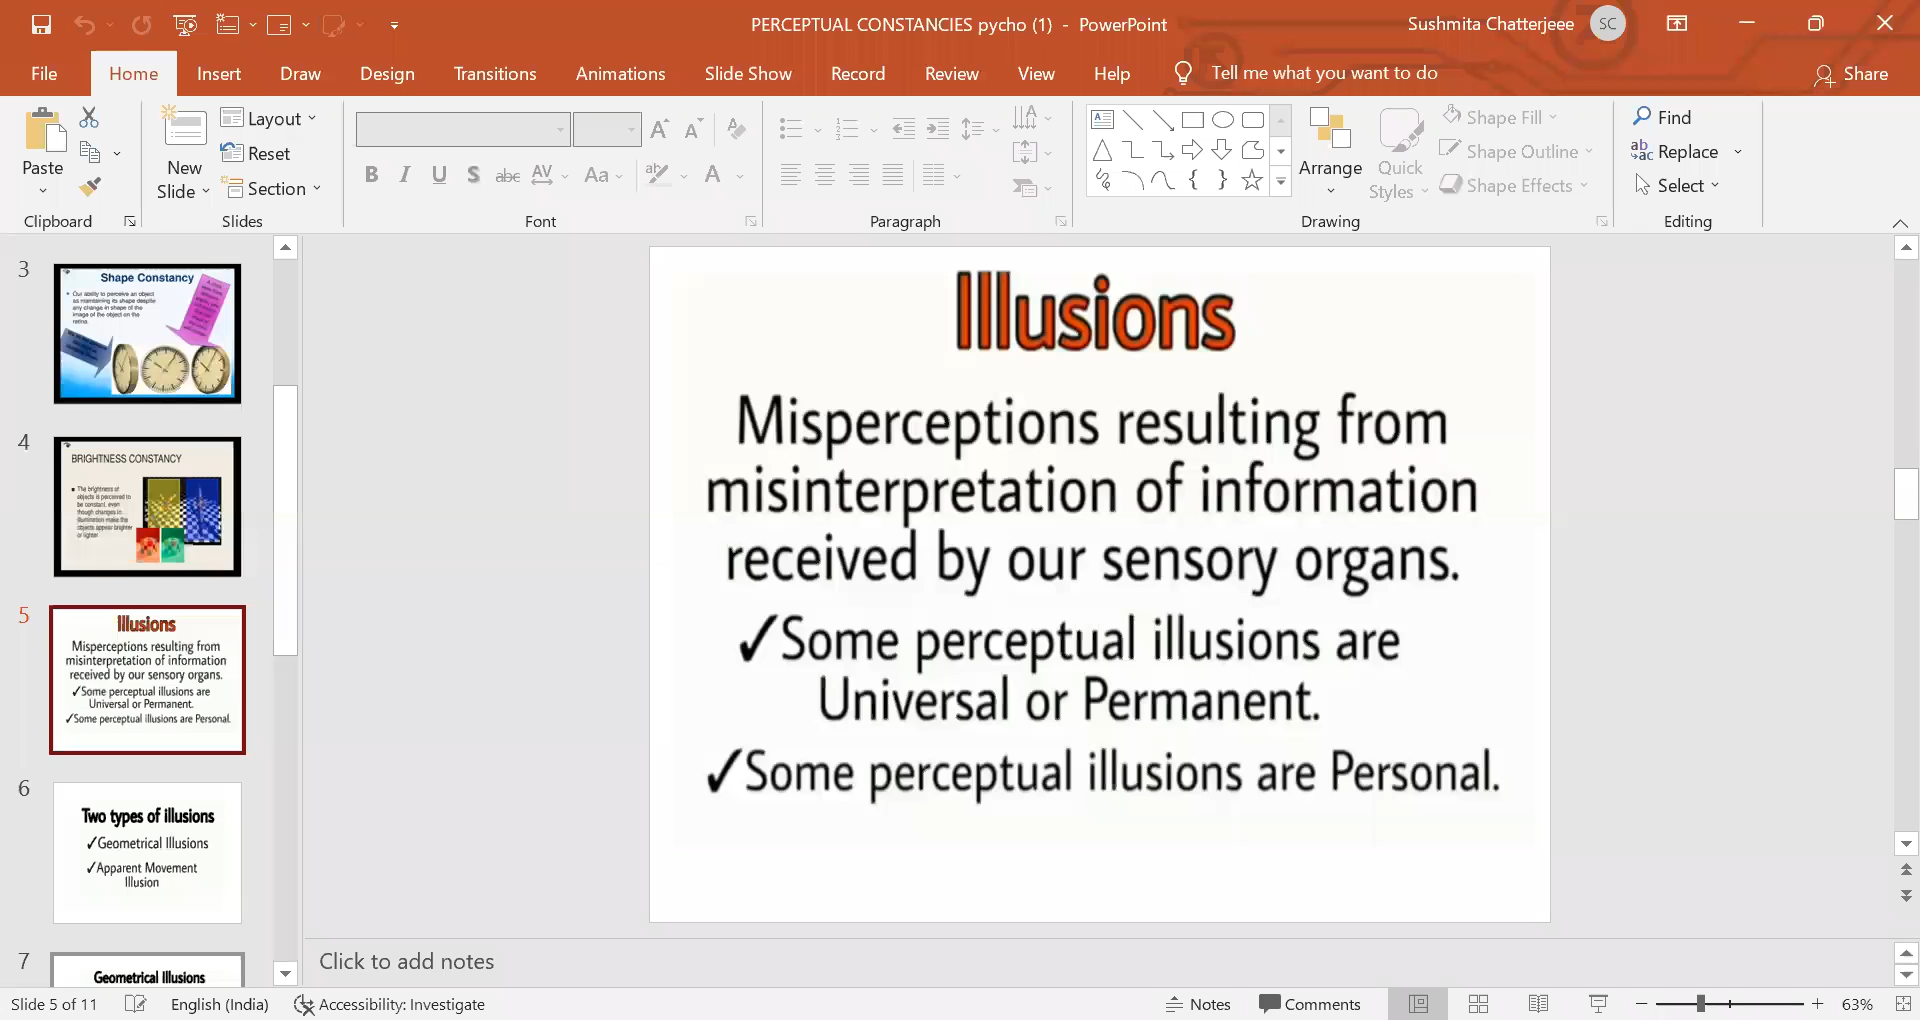 PERCEPTUAL CONSTANCIES pycho (1) - PowerPoint
Sushmita Chatterjeee
SC
File
Home
Insert
Draw
Design
Transitions
Animations
Slide Show
Record
Review
View
Help
Tell me what you want to do
Share
Paste
New
Slide
Layout
Reset
Section
Find
Replace
Select
Arrange
Quick
Styles
Shape Fill
Shape Outline
Shape Effects
Clipboard
Slides
Font
Paragraph
Drawing
Editing
3
Shape Constancy
Our ability to perceive an object
as maintaining its shape despite
any change in shape of the
image of the object on the
retina
4
BRIGHTNESS CONSTANCY
The brightness of
objects is perceived to
be constant, even
though changes in
illumination make the
objects appear brighter
or lighter
5
Illusions
Misperceptions resulting from
misinterpretation of information
received by our sensory organs.
✓Some perceptual illusions are
Universal or Permanent.
✓Some perceptual illusions are Personal.
6
Two types of illusions
✓Geometrical Illusions
✓Apparent Movement
Illusion
7
Geometrical Illusions
Illusions
Misperceptions resulting from
misinterpretation of information
received by our sensory organs.
✓Some perceptual illusions are
Universal or Permanent.
✓Some perceptual illusions are Personal.
Click to add notes
Slide 5 of 11
English (India)
Accessibility: Investigate
Notes
Comments
63%